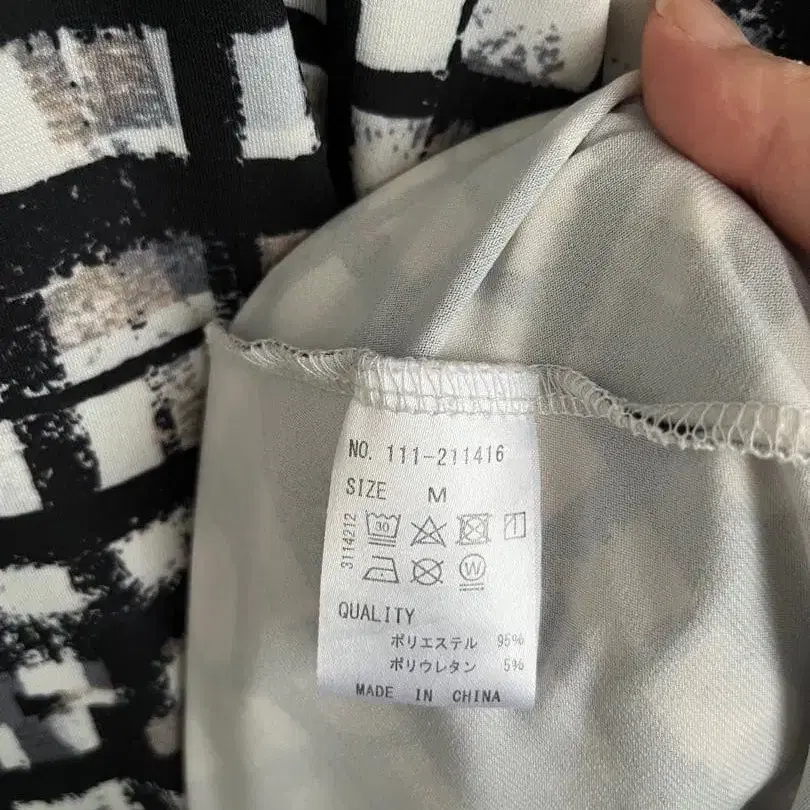 NO. 111-211416
SIZE M
3114212
30
W
QUALITY
ポリエステル 95%
ポリウレタン 5%
MADE IN CHINA